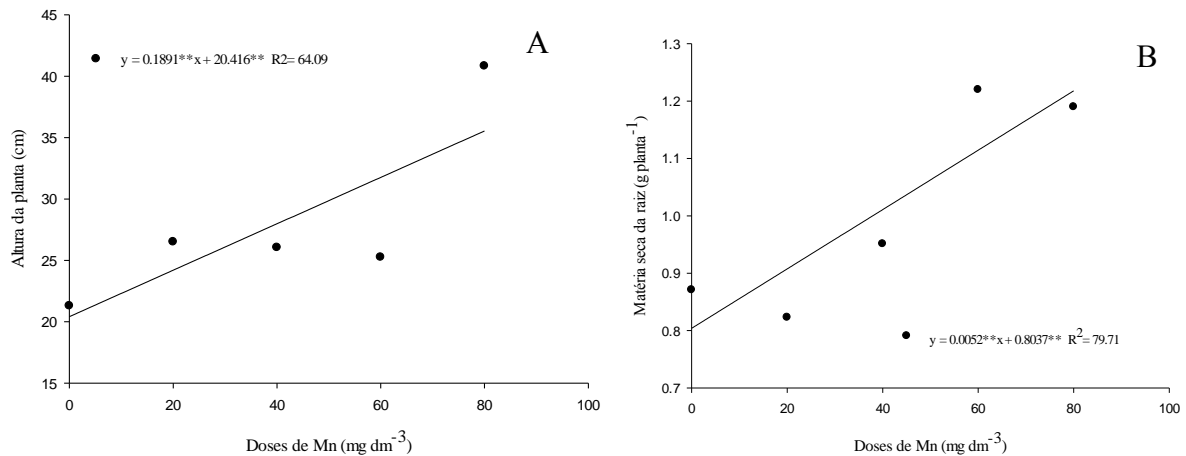 A
y = 0.1891**x + 20.416** R2= 64.09
Altura da planta (cm)
45
40
35
30
25
20
15
0 20 40 60 80 100
Doses de Mn (mg dm-3)
B
Matéria seca da raiz (g planta-1)
1.3
1.2
1.1
1.0
0.9
0.8
0.7
y = 0.0052**x + 0.8037** R2= 79.71
0 20 40 60 80 100
Doses de Mn (mg dm-3)